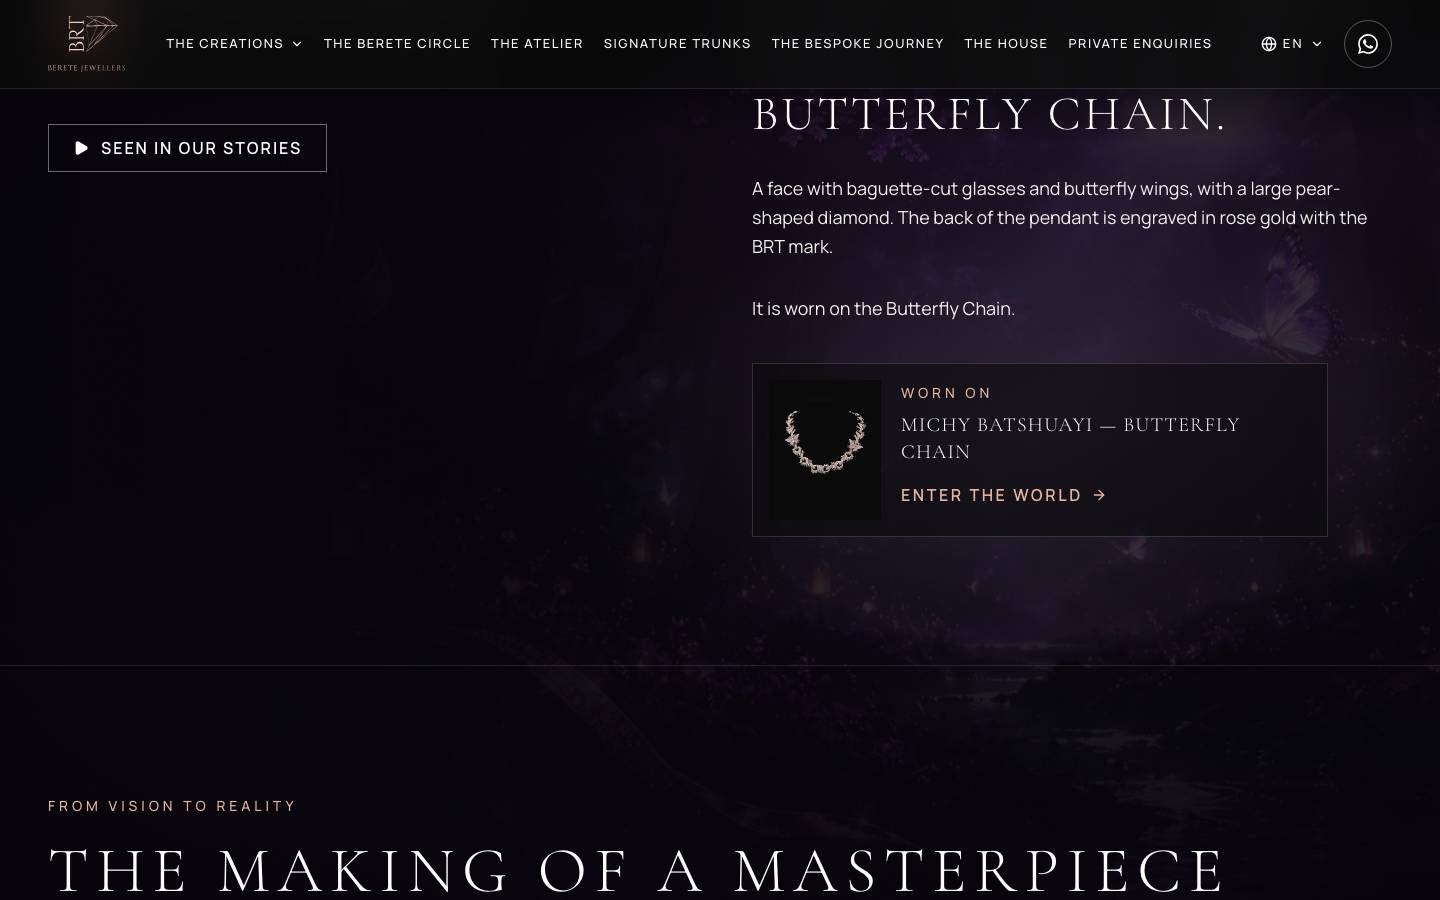 BRT
BERETE JEWELLERS
THE CREATIONS
THE BERETE CIRCLE
THE ATELIER
SIGNATURE TRUNKS
THE BESPOKE JOURNEY
THE HOUSE
PRIVATE ENQUIRIES
EN
SEEN IN OUR STORIES
BUTTERFLY CHAIN.
A face with baguette-cut glasses and butterfly wings, with a large pear-
shaped diamond. The back of the pendant is engraved in rose gold with the
BRT mark.
It is worn on the Butterfly Chain.
WORN ON
MICHY BATSHUAYI — BUTTERFLY
CHAIN
ENTER THE WORLD
FROM VISION TO REALITY
THE MAKING OF A MASTERPIECE